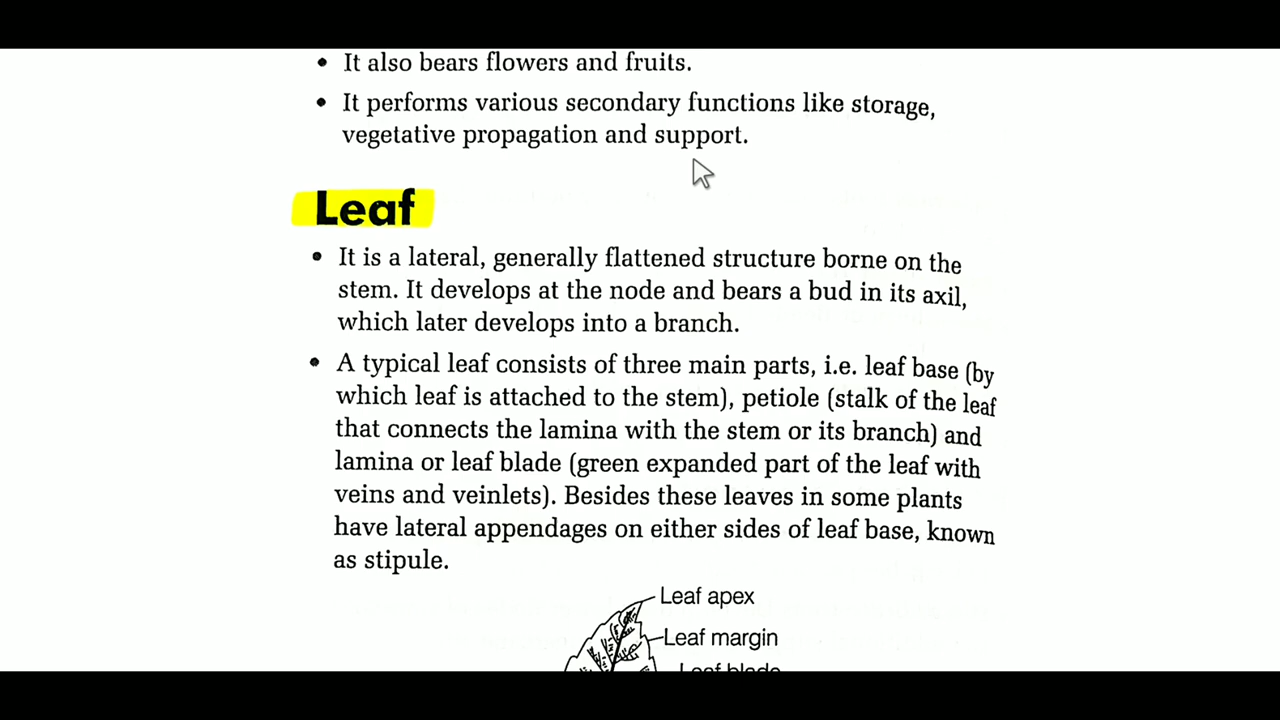 • It also bears flowers and fruits.
• It performs various secondary functions like storage,
vegetative propagation and support.
Leaf
• It is a lateral, generally flattened structure borne on the
stem. It develops at the node and bears a bud in its axil,
which later develops into a branch.
• A typical leaf consists of three main parts, i.e. leaf base (by
which leaf is attached to the stem), petiole (stalk of the leaf
that connects the lamina with the stem or its branch) and
lamina or leaf blade (green expanded part of the leaf with
veins and veinlets). Besides these leaves in some plants
have lateral appendages on either sides of leaf base, known
as stipule.
Leaf apex
Leaf margin
Leaf blade